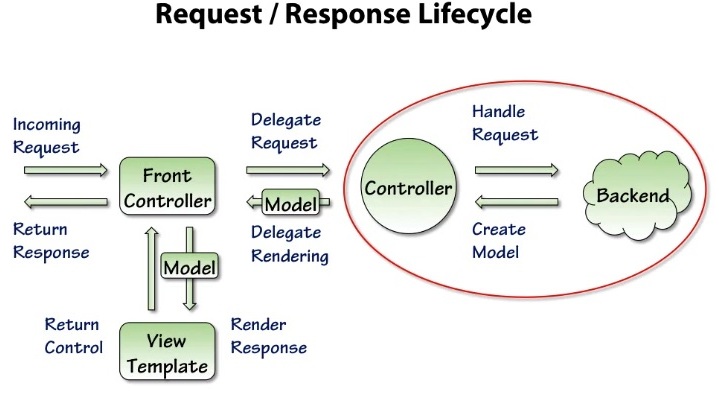 Request / Response Lifecycle
Incoming
Request
Delegate
Request
Handle
Request
Front
Controller
Controller
Backend
Model
Return
Response
Delegate
Rendering
Create
Model
Model
Return
Control
View
Template
Render
Response